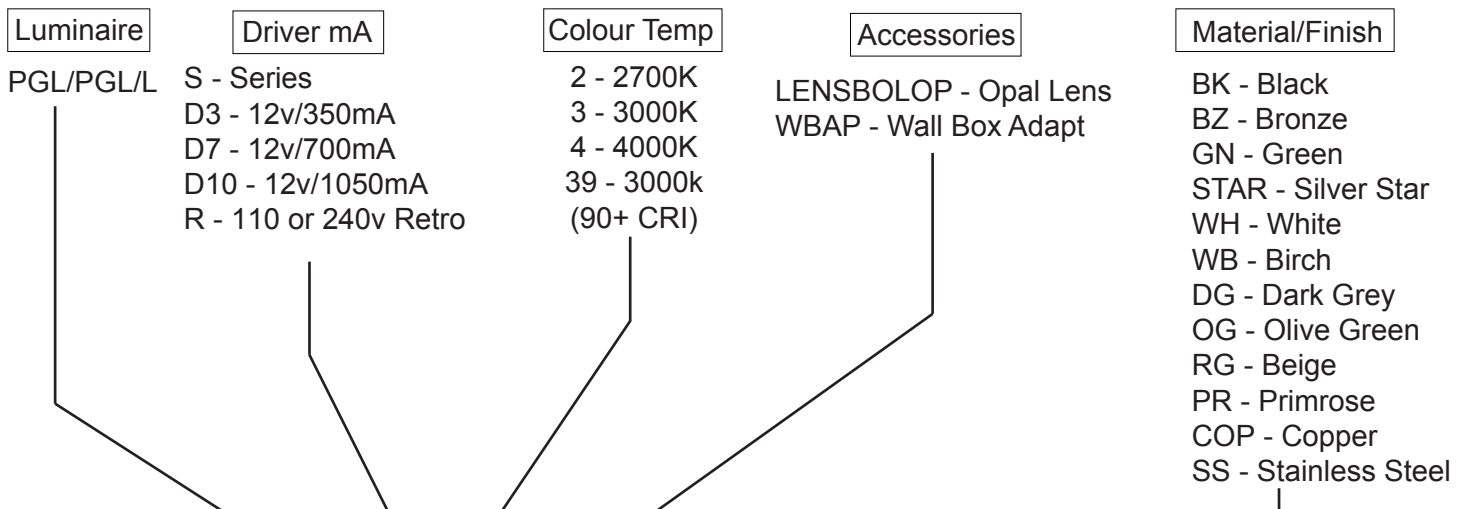 Luminaire
PGL/PGL/L
Driver mA
S - Series
D3 - 12v/350mA
D7 - 12v/700mA
D10 - 12v/1050mA
R - 110 or 240v Retro
Colour Temp
2 - 2700K
3 - 3000K
4 - 4000K
39 - 3000k
(90+ CRI)
Accessories
LENSBOLOP - Opal Lens
WBAP - Wall Box Adapt
Material/Finish
BK - Black
BZ - Bronze
GN - Green
STAR - Silver Star
WH - White
WB - Birch
DG - Dark Grey
OG - Olive Green
RG - Beige
PR - Primrose
COP - Copper
SS - Stainless Steel